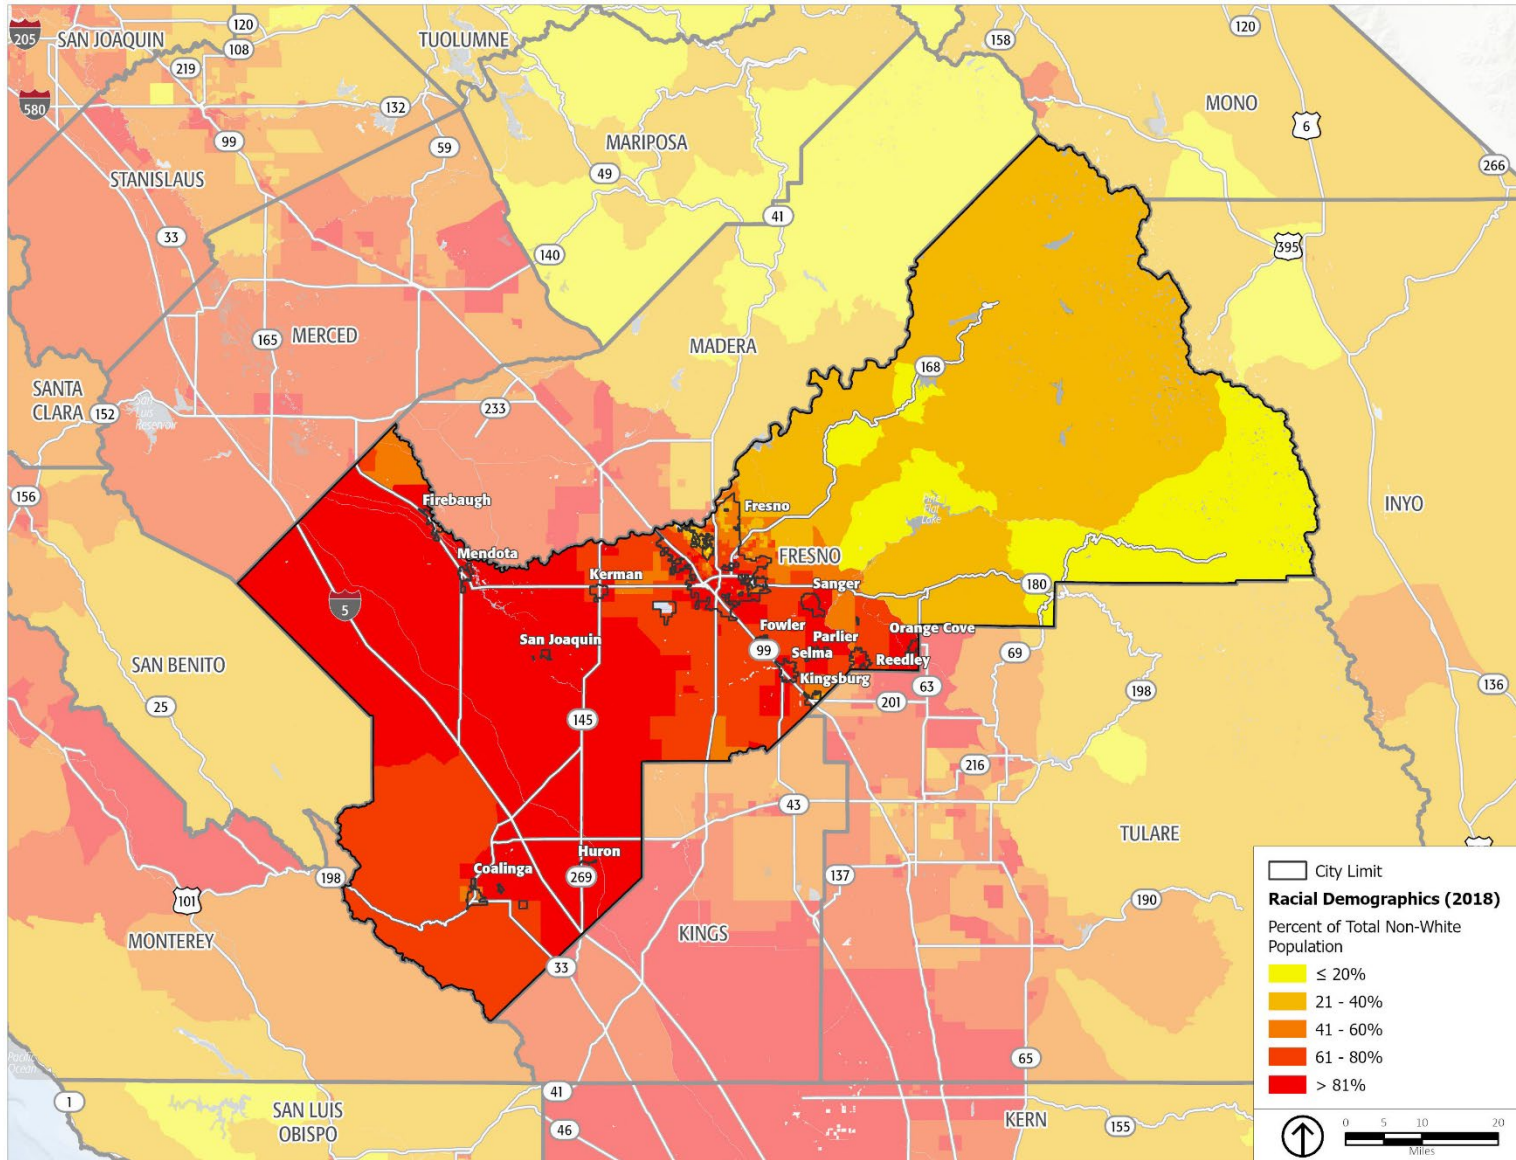 205
SAN JOAQUIN
120
108
TUOLUMNE
158
120
219
580
132
MONO
6
99
59
MARIPOSA
49
266
STANISLAUS
33
41
395
140
165
MERCED
MADERA
168
SANTA
CLARA
152
San
Luis
Reservoir
233
156
Firebaugh
Fresno
INYO
Mendota
FRESNO
Kerman
Sanger
180
5
Fowler
Orange Cove
San Joaquin
Parlier
99
Selma
Reedley
69
SAN BENITO
Kingsburg
63
198
136
25
201
145
216
43
TULARE
Huron
Coalinga
198
269
137
101
190
MONTEREY
KINGS
33
65
Pacific
Ocean
1
41
SAN LUIS
OBISPO
46
KERN
155
City Limit
Racial Demographics (2018)
Percent of Total Non-White
Population
≤ 20%
21 - 40%
41 - 60%
61 - 80%
> 81%
0 5 10 20
Miles